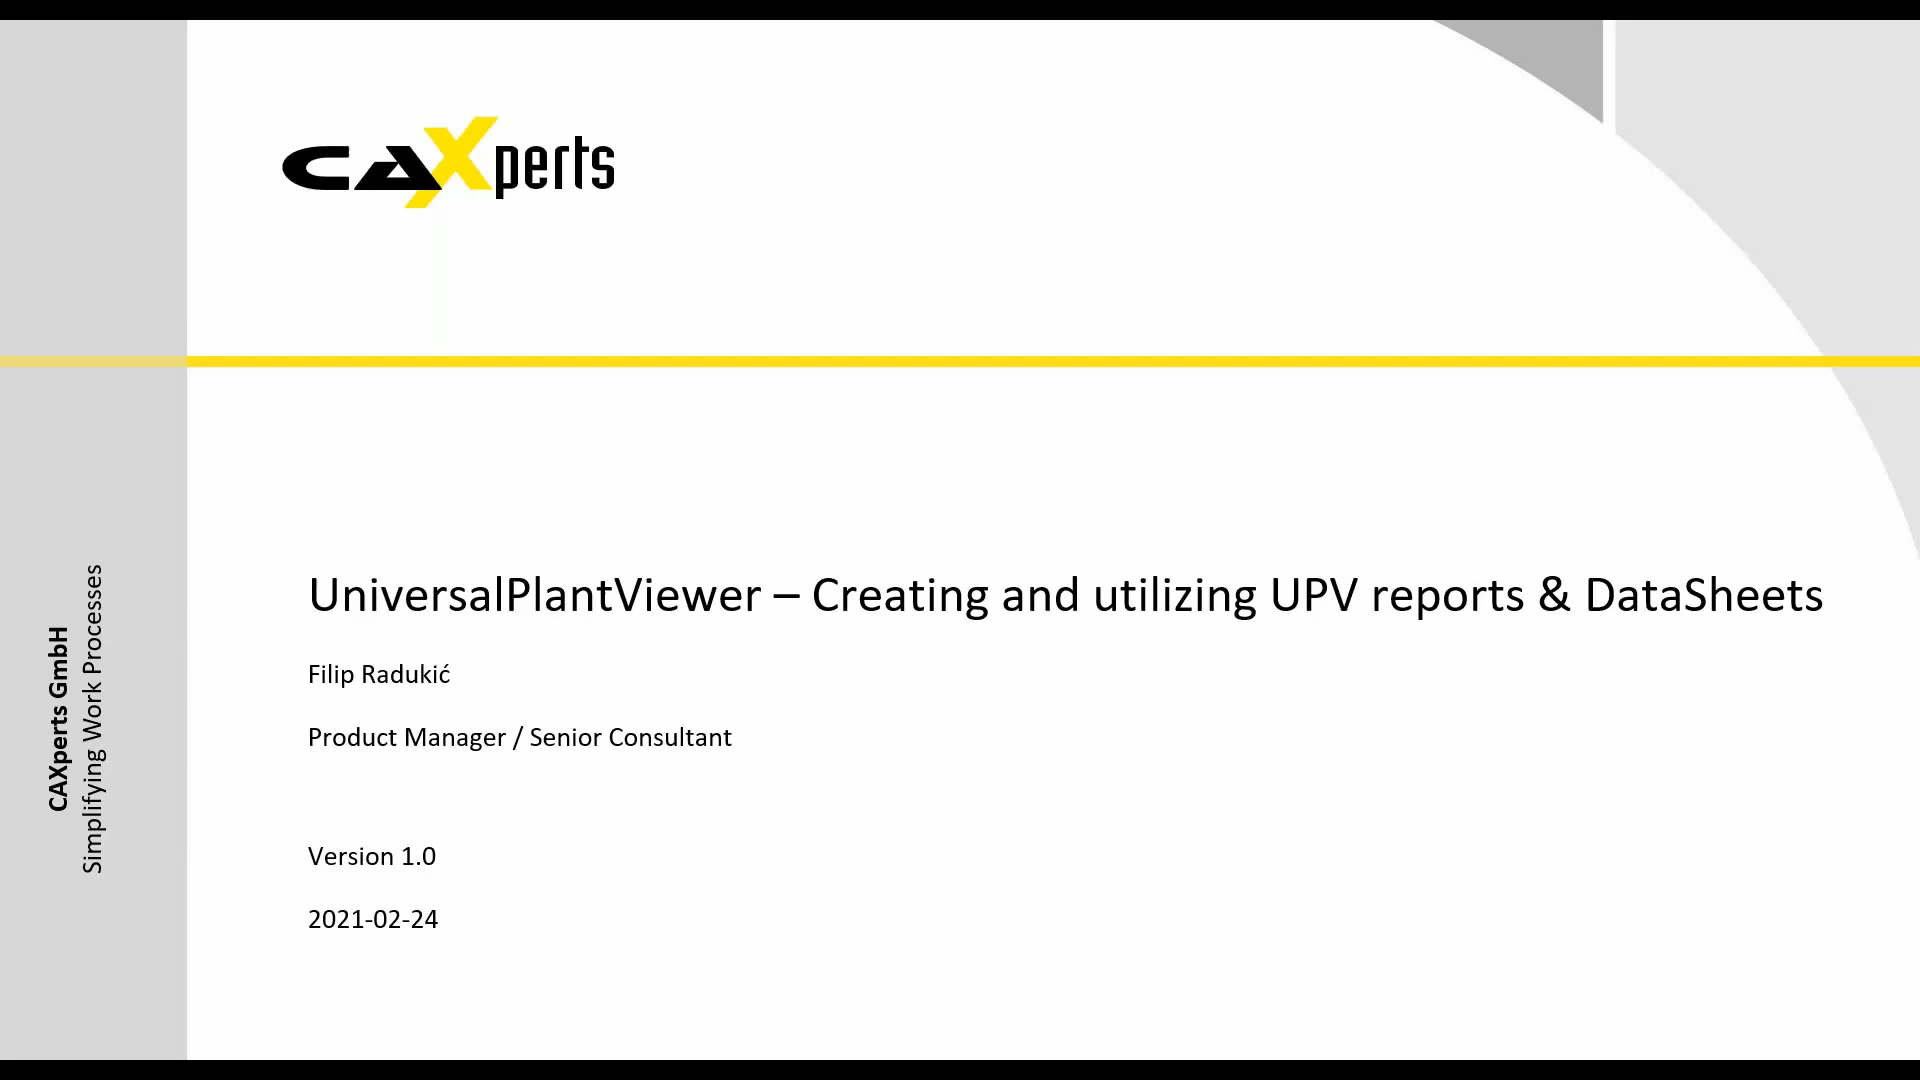 CAXperts
UniversalPlantViewer – Creating and utilizing UPV reports & DataSheets
Filip Radukić
Product Manager / Senior Consultant
Version 1.0
2021-02-24
CAXperts GmbH
Simplifying Work Processes